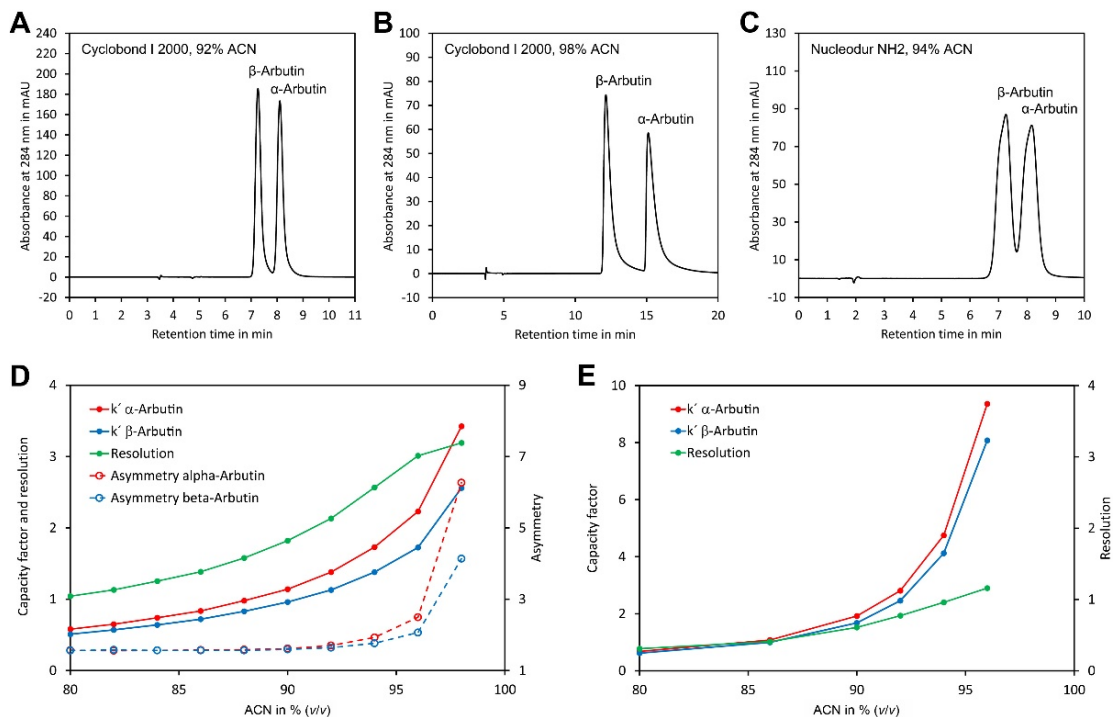 A
Cyclobond I 2000, 92% ACN
β-Arbutin
α-Arbutin
Absorbance at 284 nm in mAU
240
220
200
180
160
140
120
100
80
60
40
20
0
-20
0 1 2 3 4 5 6 7 8 9 10 11
Retention time in min
B
Cyclobond I 2000, 98% ACN
β-Arbutin
α-Arbutin
Absorbance at 284 nm in mAU
100
90
80
70
60
50
40
30
20
10
0
-10
0 5 10 15 20
Retention time in min
C
Nucleodur NH2, 94% ACN
β-Arbutin
α-Arbutin
Absorbance at 284 nm in mAU
130
110
90
70
50
30
10
-10
0 1 2 3 4 5 6 7 8 9 10
Retention time in min
D
k´ α-Arbutin
k´ β-Arbutin
Resolution
Asymmetry alpha-Arbutin
Asymmetry beta-Arbutin
Capacity factor and resolution
4
3
2
1
0
Asymmetry
9
7
5
3
1
80 85 90 95 100
ACN in % (v/v)
E
k´ α-Arbutin
k´ β-Arbutin
Resolution
Capacity factor
10
8
6
4
2
0
Resolution
4
3
2
1
0
80 85 90 95 100
ACN in % (v/v)